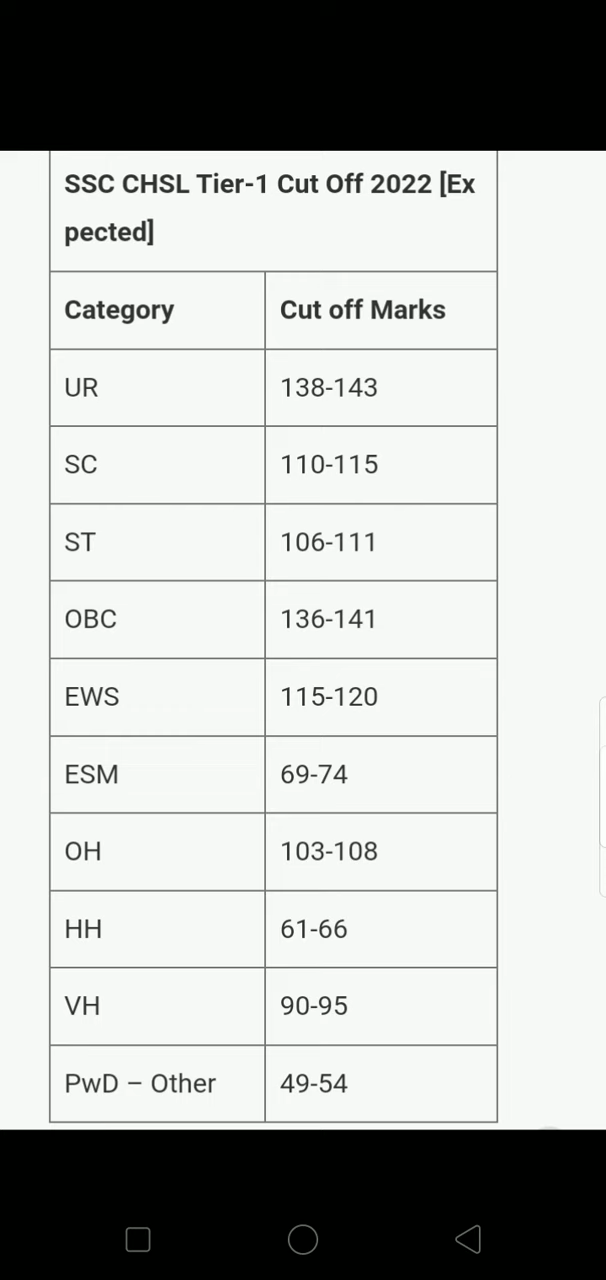 SSC CHSL Tier-1 Cut Off 2022 [Ex
pected]
Category Cut off Marks
UR 138-143
SC 110-115
ST 106-111
OBC 136-141
EWS 115-120
ESM 69-74
OH 103-108
HH 61-66
VH 90-95
PwD – Other 49-54